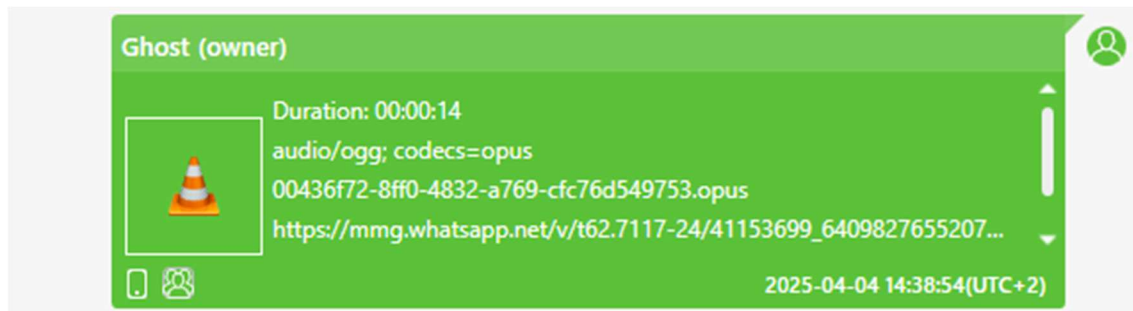 Ghost (owner)
Duration: 00:00:14
audio/ogg; codecs=opus
00436f72-8ff0-4832-a769-cfc76d549753.opus
https://mmg.whatsapp.net/v/t62.7117-24/41153699_6409827655207...
2025-04-04 14:38:54(UTC+2)